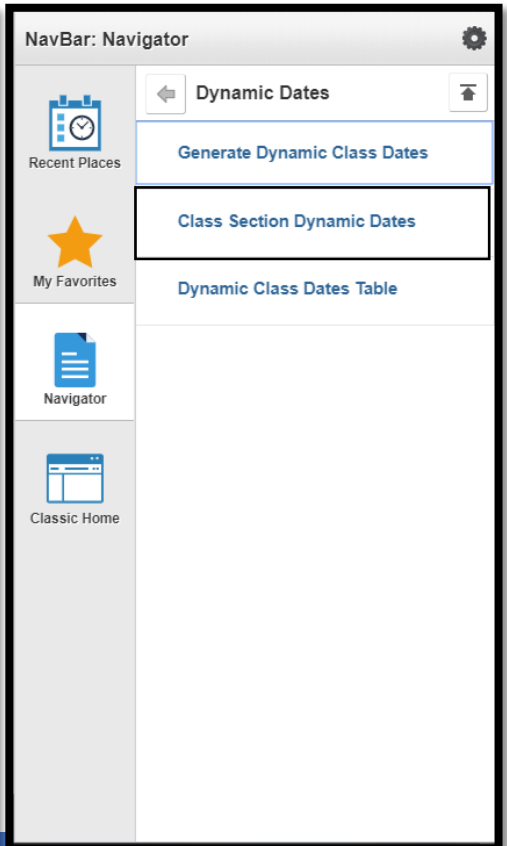 NavBar: Navigator
Recent Places
My Favorites
Navigator
Classic Home
Dynamic Dates
Generate Dynamic Class Dates
Class Section Dynamic Dates
Dynamic Class Dates Table